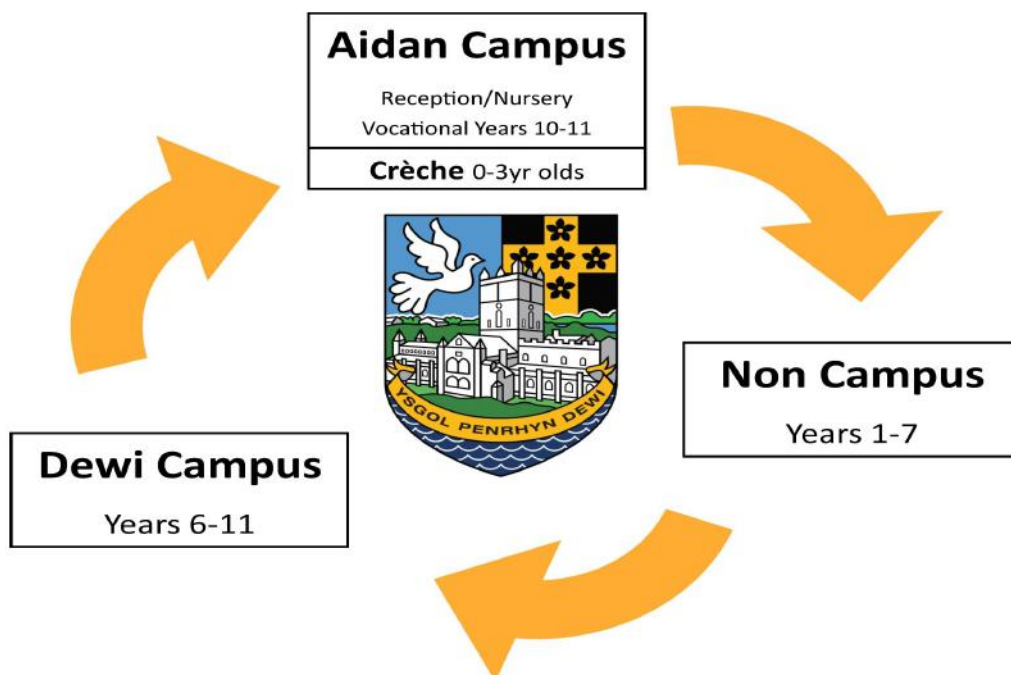 Aidan Campus
Reception/Nursery
Vocational Years 10-11
Crèche 0-3yr olds
YSGOL PENRHYN DEWI
Non Campus
Years 1-7
Dewi Campus
Years 6-11